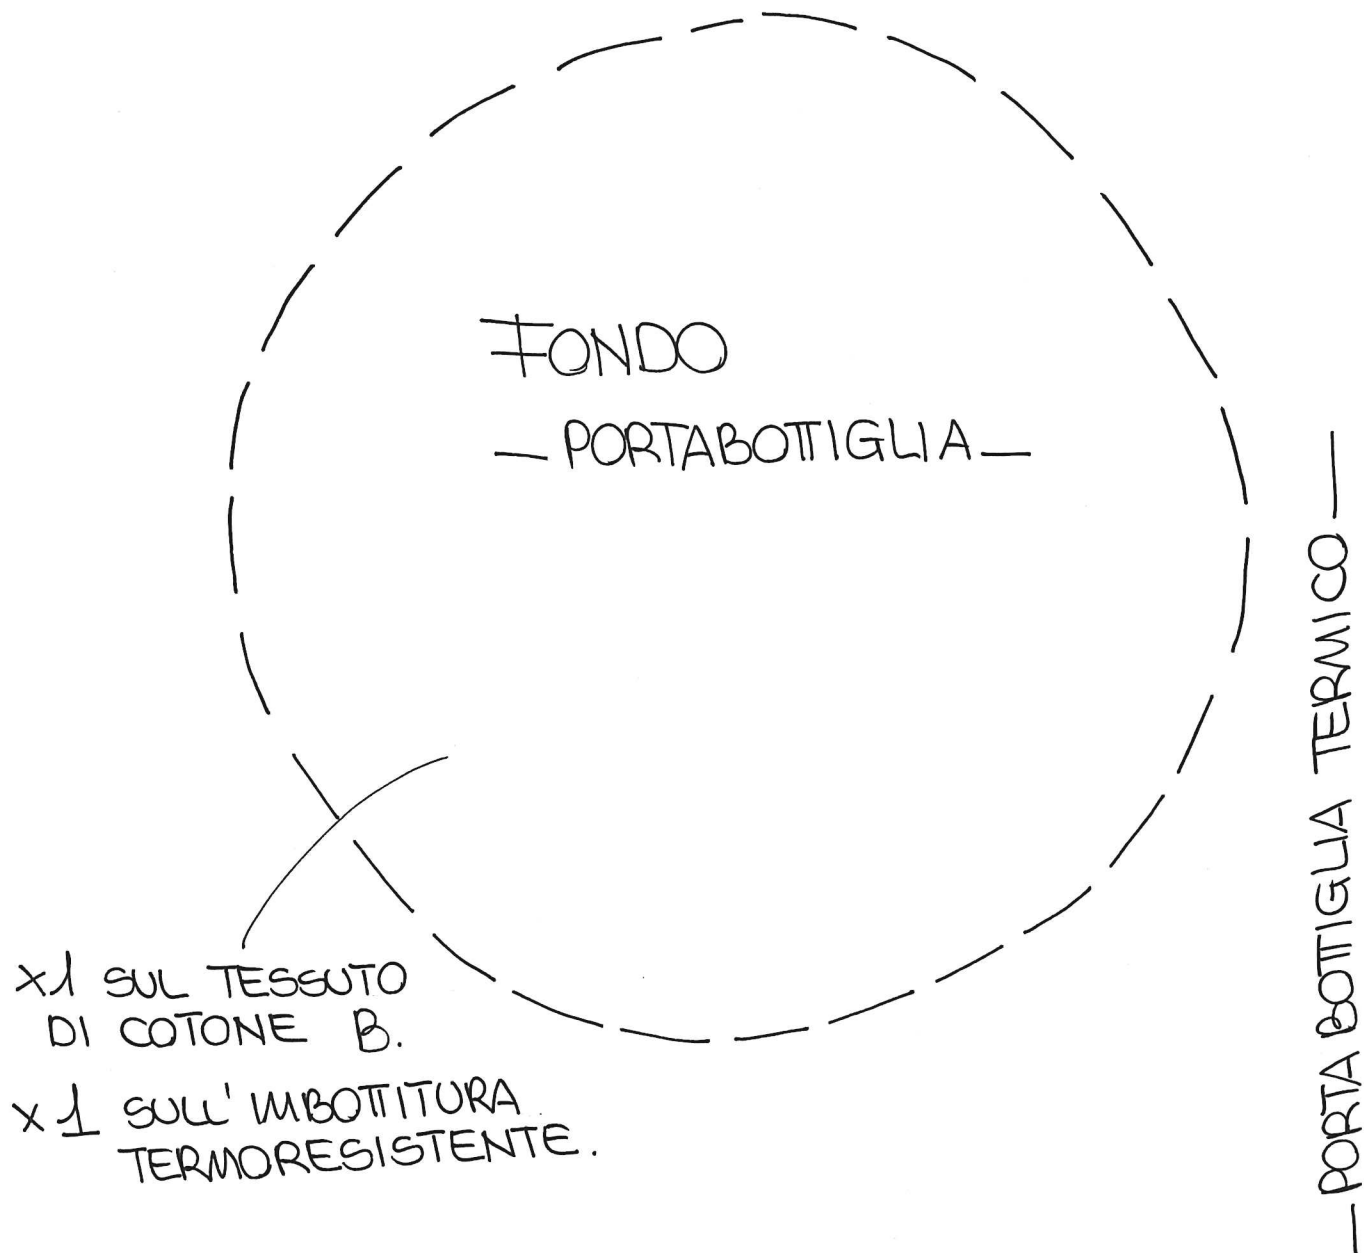 FONDO
— PORTABOTTIGLIA —
x1 SUL TESSUTO
DI COTONE B.
x1 SULL' IMBOTTITURA
TERMORESISTENTE.
— PORTA BOTTIGLIA TERMICO —